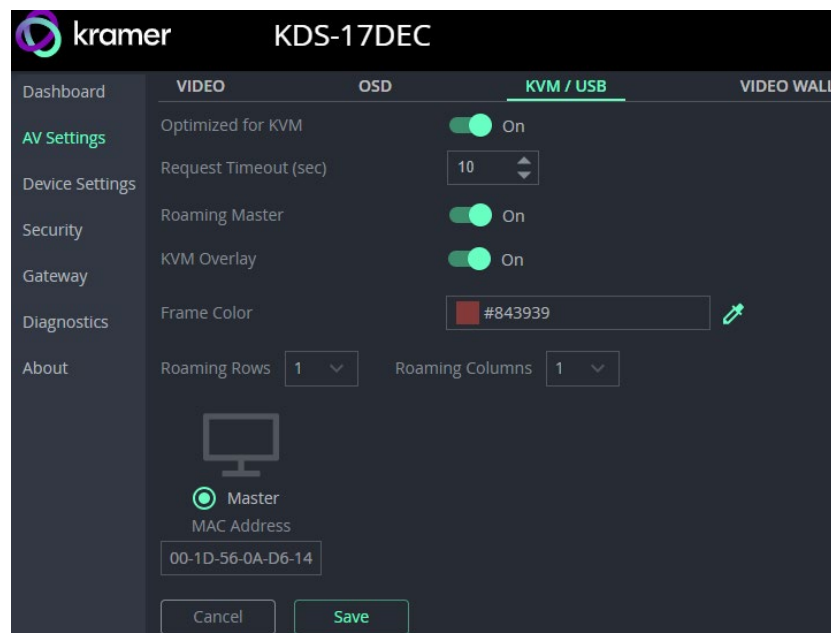 kramer KDS-17DEC
Dashboard
AV Settings
Device Settings
Security
Gateway
Diagnostics
About
VIDEO OSD KVM / USB VIDEO WALL
Optimized for KVM On
Request Timeout (sec) 10
Roaming Master On
KVM Overlay On
Frame Color #843939
Roaming Rows 1 Roaming Columns 1
Master
MAC Address
00-1D-56-0A-D6-14
Cancel Save